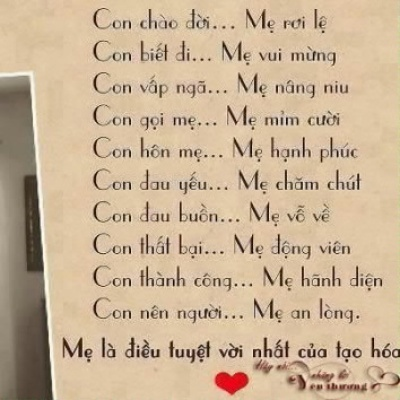 Con chào đời... Mẹ rơi lệ
Con biết đi... Mẹ vui mừng
Con vấp ngã... Mẹ nâng niu
Con gọi mẹ... Mẹ mỉm cười
Con hôn mẹ... Mẹ hạnh phúc
Con đau yếu... Mẹ chăm chút
Con đau buồn... Mẹ vỗ về
Con thất bại... Mẹ động viên
Con thành công... Mẹ hãnh diện
Con nên người... Mẹ an lòng.
Mẹ là điều tuyệt vời nhất của tạo hóa
Yêu thương